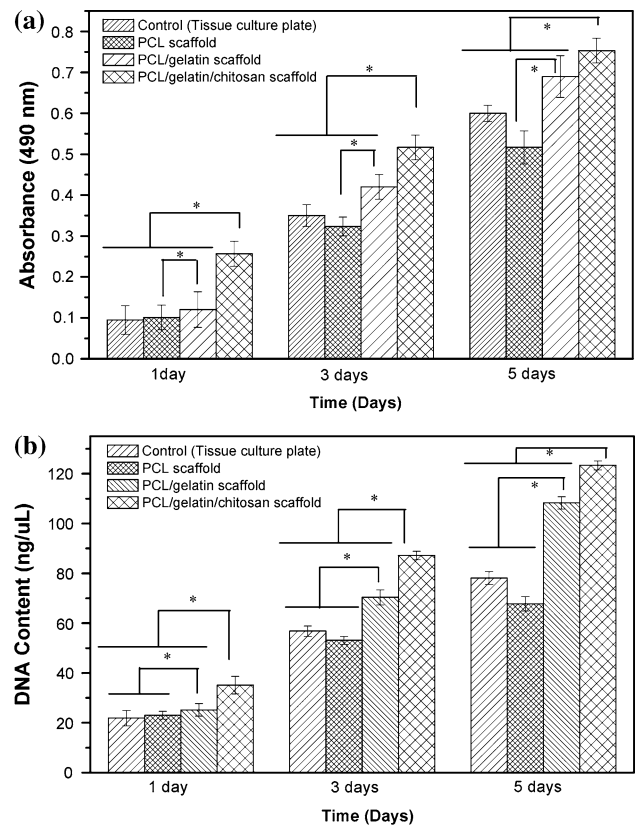 (a)
Control (Tissue culture plate)
PCL scaffold
PCL/gelatin scaffold
PCL/gelatin/chitosan scaffold
0.8
0.7
0.6
0.5
0.4
0.3
0.2
0.1
0.0
Absorbance (490 nm)
*
*
*
*
*
*
1day
3 days
5 days
Time (Days)
(b)
Control (Tissue culture plate)
PCL scaffold
PCL/gelatin scaffold
PCL/gelatin/chitosan scaffold
120
100
80
60
40
20
0
DNA Content (ng/uL)
*
*
*
*
*
*
1 day
3 days
5 days
Time (Days)